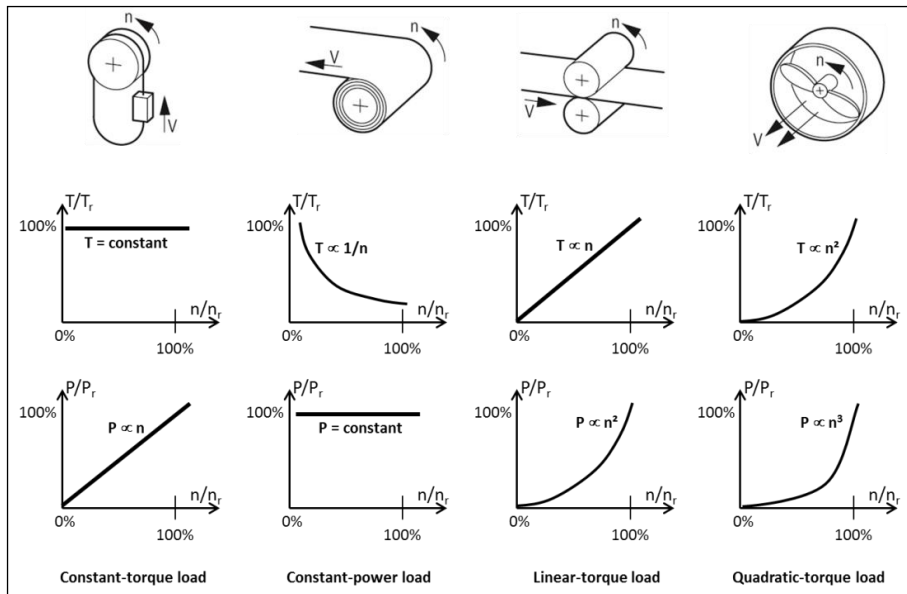 n
V
n
V
n
V
n
V
T/Tᵣ
100%
T = constant
n/nᵣ
0%
100%
T/Tᵣ
100%
T ∝ 1/n
n/nᵣ
0%
100%
T/Tᵣ
100%
T ∝ n
n/nᵣ
0%
100%
T/Tᵣ
100%
T ∝ n²
n/nᵣ
0%
100%
P/Pᵣ
100%
P ∝ n
n/nᵣ
0%
100%
P/Pᵣ
100%
P = constant
n/nᵣ
0%
100%
P/Pᵣ
100%
P ∝ n²
n/nᵣ
0%
100%
P/Pᵣ
100%
P ∝ n³
n/nᵣ
0%
100%
Constant-torque load
Constant-power load
Linear-torque load
Quadratic-torque load